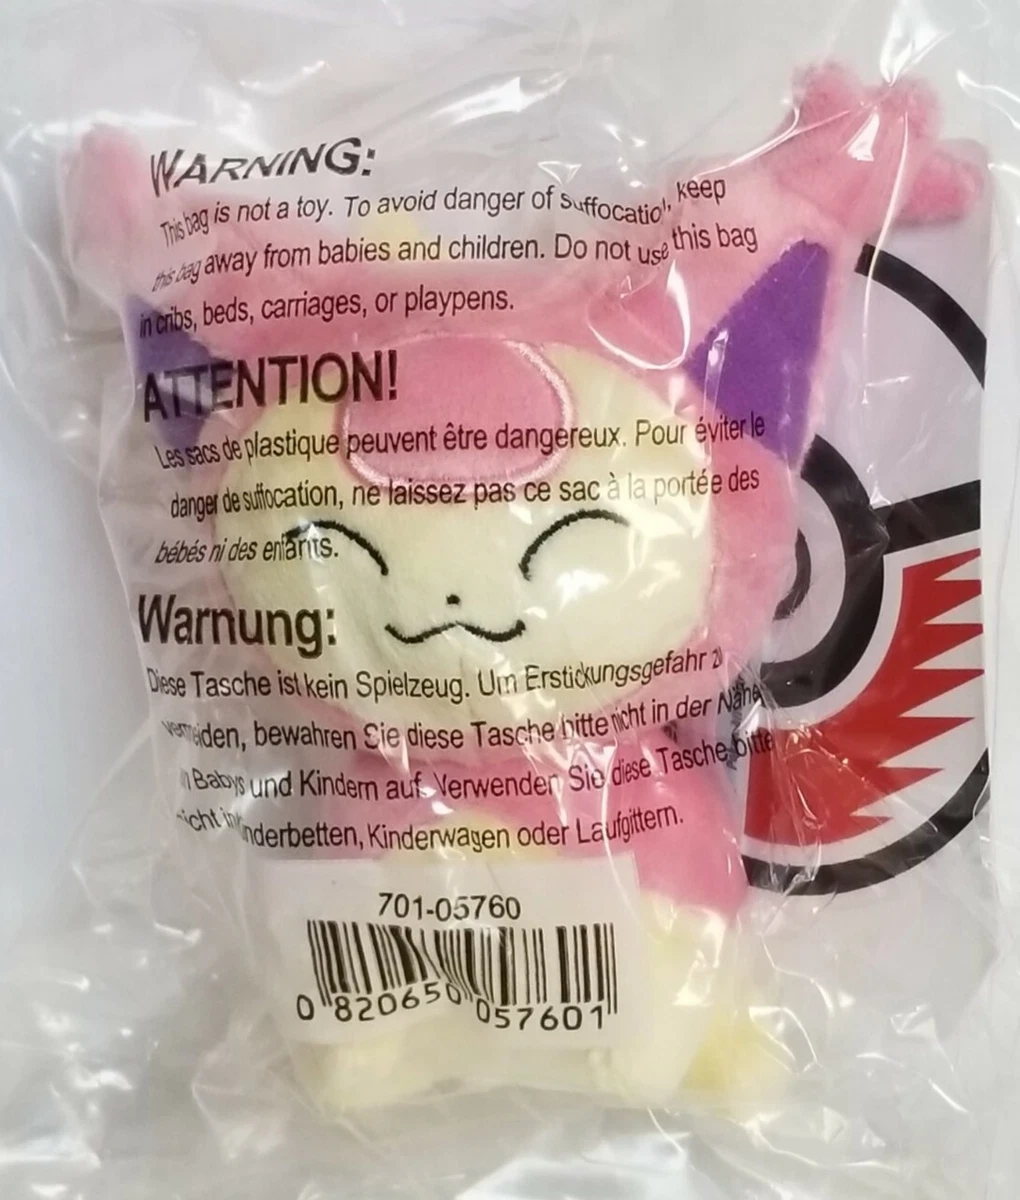 WARNING:
This bag is not a toy. To avoid danger of suffocation, keep
this bag away from babies and children. Do not use this bag
in cribs, beds, carriages, or playpens.
ATTENTION!
Les sacs de plastique peuvent être dangereux. Pour éviter le
danger de suffocation, ne laissez pas ce sac à la portée des
bébés ni des enfants.
Warnung:
Diese Tasche ist kein Spielzeug. Um Erstickungsgefahr
vermeiden, bewahren Sie diese Tasche bitte nicht in der Nähe
Babys und Kindern auf. Verwenden Sie diese Tasche bitte
nicht in Kinderbetten, Kinderwagen oder Laufgittern.
701-05760
0 820650 057601